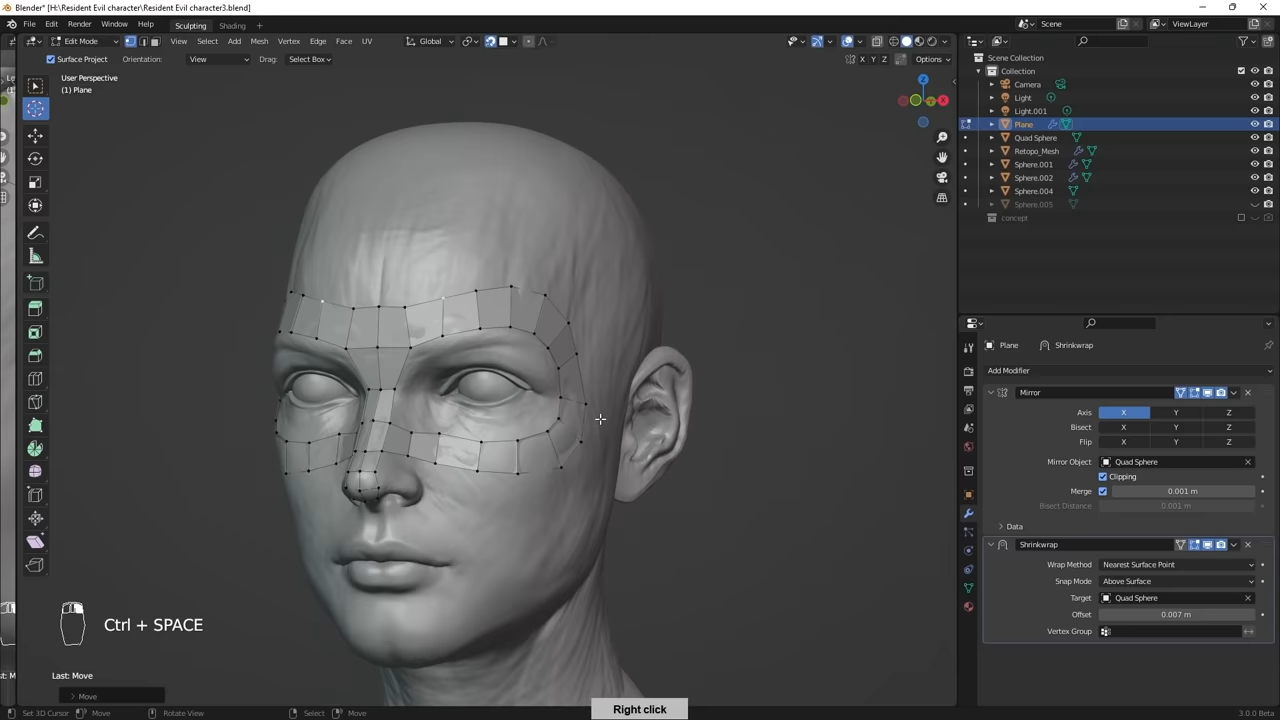 Blender* [H:\Resident Evil character\Resident Evil character3.blend]
File Edit Render Window Help Sculpting Shading + Scene ViewLayer
Edit Mode View Select Add Mesh Vertex Edge Face UV Global
Surface Project Orientation: View Drag: Select Box X Y Z Options
User Perspective
(1) Plane
Z
X
Scene Collection
Collection
Camera
Light
Light.001
Plane
Quad Sphere
Retopo_Mesh
Sphere.001
Sphere.002
Sphere.004
Sphere.005
concept
Plane Shrinkwrap
Add Modifier
Mirror
Axis X Y Z
Bisect X Y Z
Flip X Y Z
Mirror Object Quad Sphere
Clipping
Merge 0.001 m
Bisect Distance 0.001 m
Data
Shrinkwrap
Wrap Method Nearest Surface Point
Snap Mode Above Surface
Target Quad Sphere
Offset 0.007 m
Vertex Group
Ctrl + SPACE
Last: Move
Move
Right click
Set 3D Cursor Move Rotate View Select Move 3.0.0 Beta